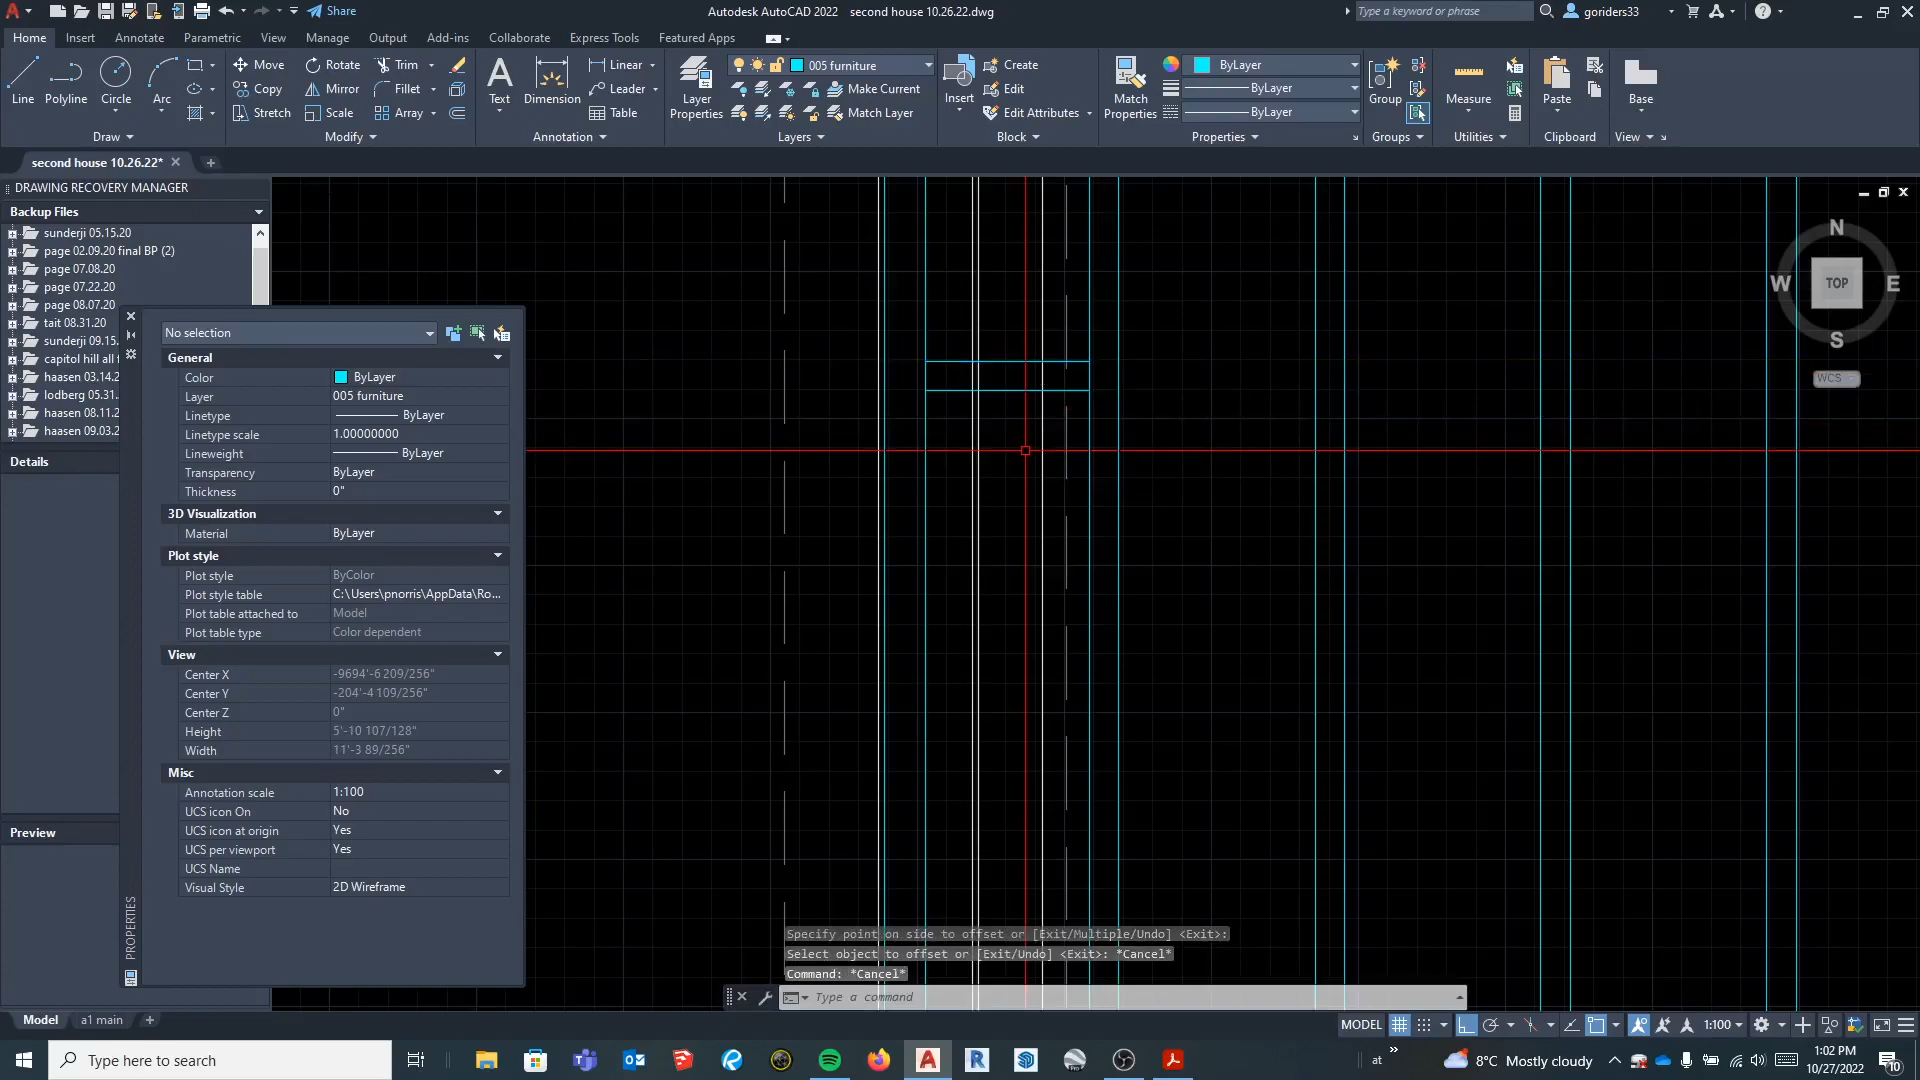 Share
Autodesk AutoCAD 2022 second house 10.26.22.dwg
Type a keyword or phrase
goriders33
Home Insert Annotate Parametric View Manage Output Add-ins Collaborate Express Tools Featured Apps
Line Polyline Circle Arc
Move Rotate Trim
Copy Mirror Fillet
Stretch Scale Array
Text Dimension
Linear
Leader
Table
Layer Properties
005 furniture
Make Current
Match Layer
Insert
Create
Edit
Edit Attributes
Match Properties
ByLayer
ByLayer
ByLayer
Group
Measure
Paste
Base
Draw Modify Annotation Layers Block Properties Groups Utilities Clipboard View
second house 10.26.22*
DRAWING RECOVERY MANAGER
Backup Files
sunderji 05.15.20
page 02.09.20 final BP (2)
page 07.08.20
page 07.22.20
page 08.07.20
tait 08.31.20
sunderji 09.15.
capitol hill all f
haasen 03.14.2
lodberg 05.31.
haasen 08.11.2
haasen 09.03.2
Details
Preview
No selection
General
Color ByLayer
Layer 005 furniture
Linetype ByLayer
Linetype scale 1.00000000
Lineweight ByLayer
Transparency ByLayer
Thickness 0"
3D Visualization
Material ByLayer
Plot style
Plot style ByColor
Plot style table C:\Users\pnorris\AppData\Ro...
Plot table attached to Model
Plot table type Color dependent
View
Center X -9694'-6 209/256"
Center Y -204'-4 109/256"
Center Z 0"
Height 5'-10 107/128"
Width 11'-3 89/256"
Misc
Annotation scale 1:100
UCS icon On No
UCS icon at origin Yes
UCS per viewport Yes
UCS Name
Visual Style 2D Wireframe
PROPERTIES
N
W TOP E
S
WCS
Specify point on side to offset or [Exit/Multiple/Undo] <Exit>:
Select object to offset or [Exit/Undo] <Exit>: *Cancel*
Command: *Cancel*
Type a command
Model a1 main
MODEL 1:100
Type here to search
at 8°C Mostly cloudy
1:02 PM
10/27/2022
10